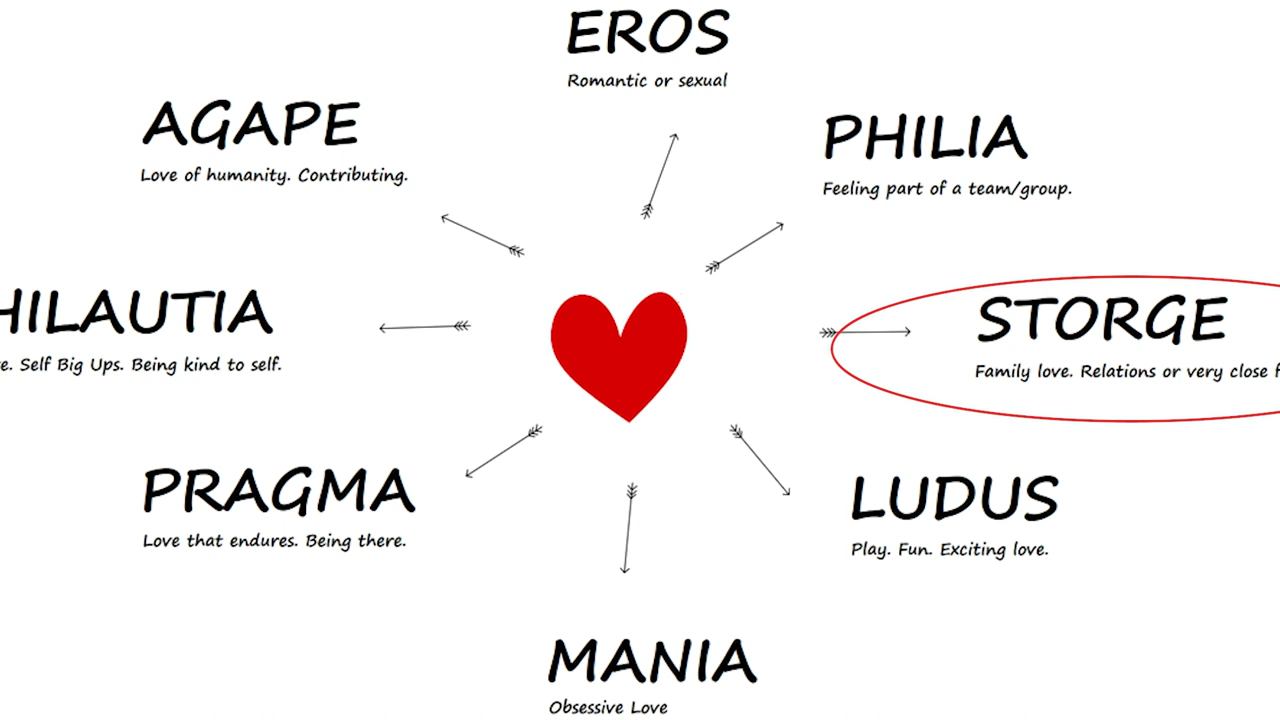 EROS
Romantic or sexual
AGAPE
Love of humanity. Contributing.
PHILIA
Feeling part of a team/group.
HILAUTIA
Self Big Ups. Being kind to self.
STORGE
Family love. Relations or very close
PRAGMA
Love that endures. Being there.
LUDUS
Play. Fun. Exciting love.
MANIA
Obsessive Love